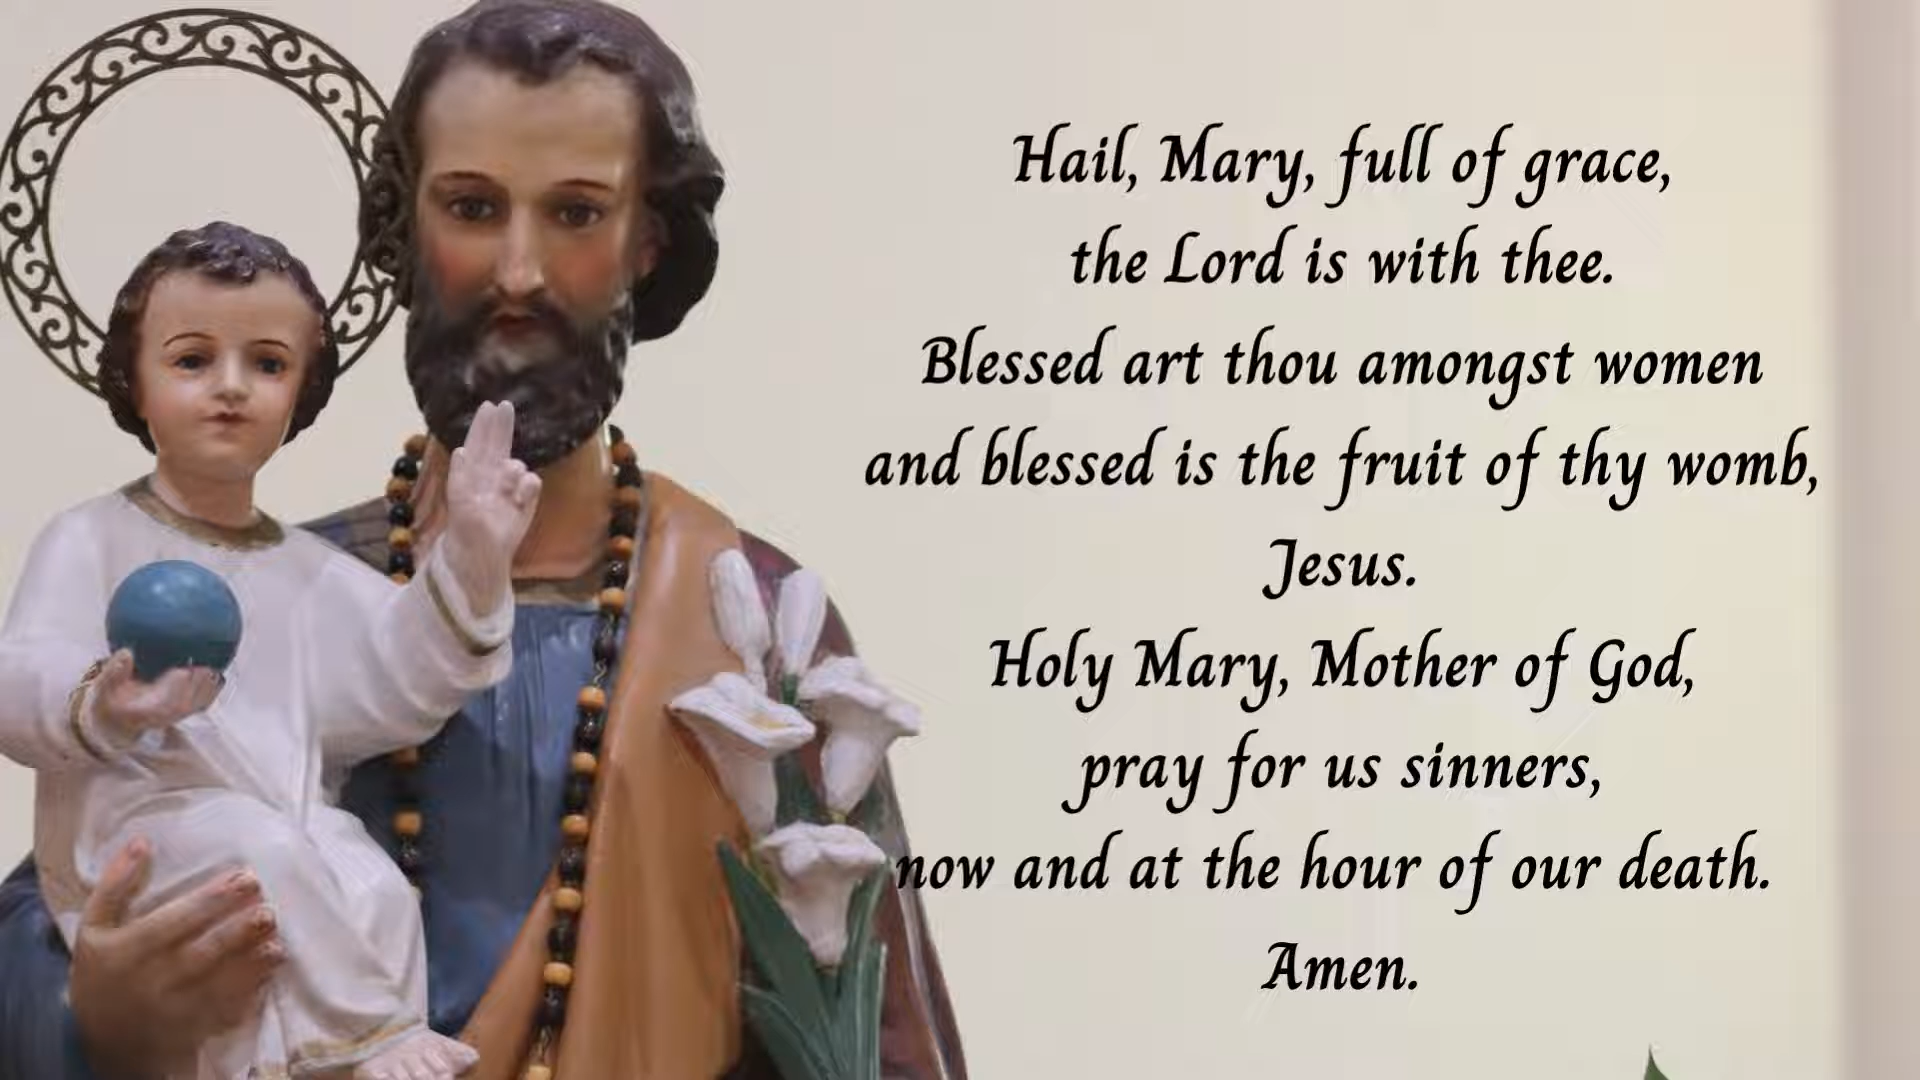 Hail, Mary, full of grace,
the Lord is with thee.
Blessed art thou amongst women
and blessed is the fruit of thy womb,
Jesus.
Holy Mary, Mother of God,
pray for us sinners,
now and at the hour of our death.
Amen.